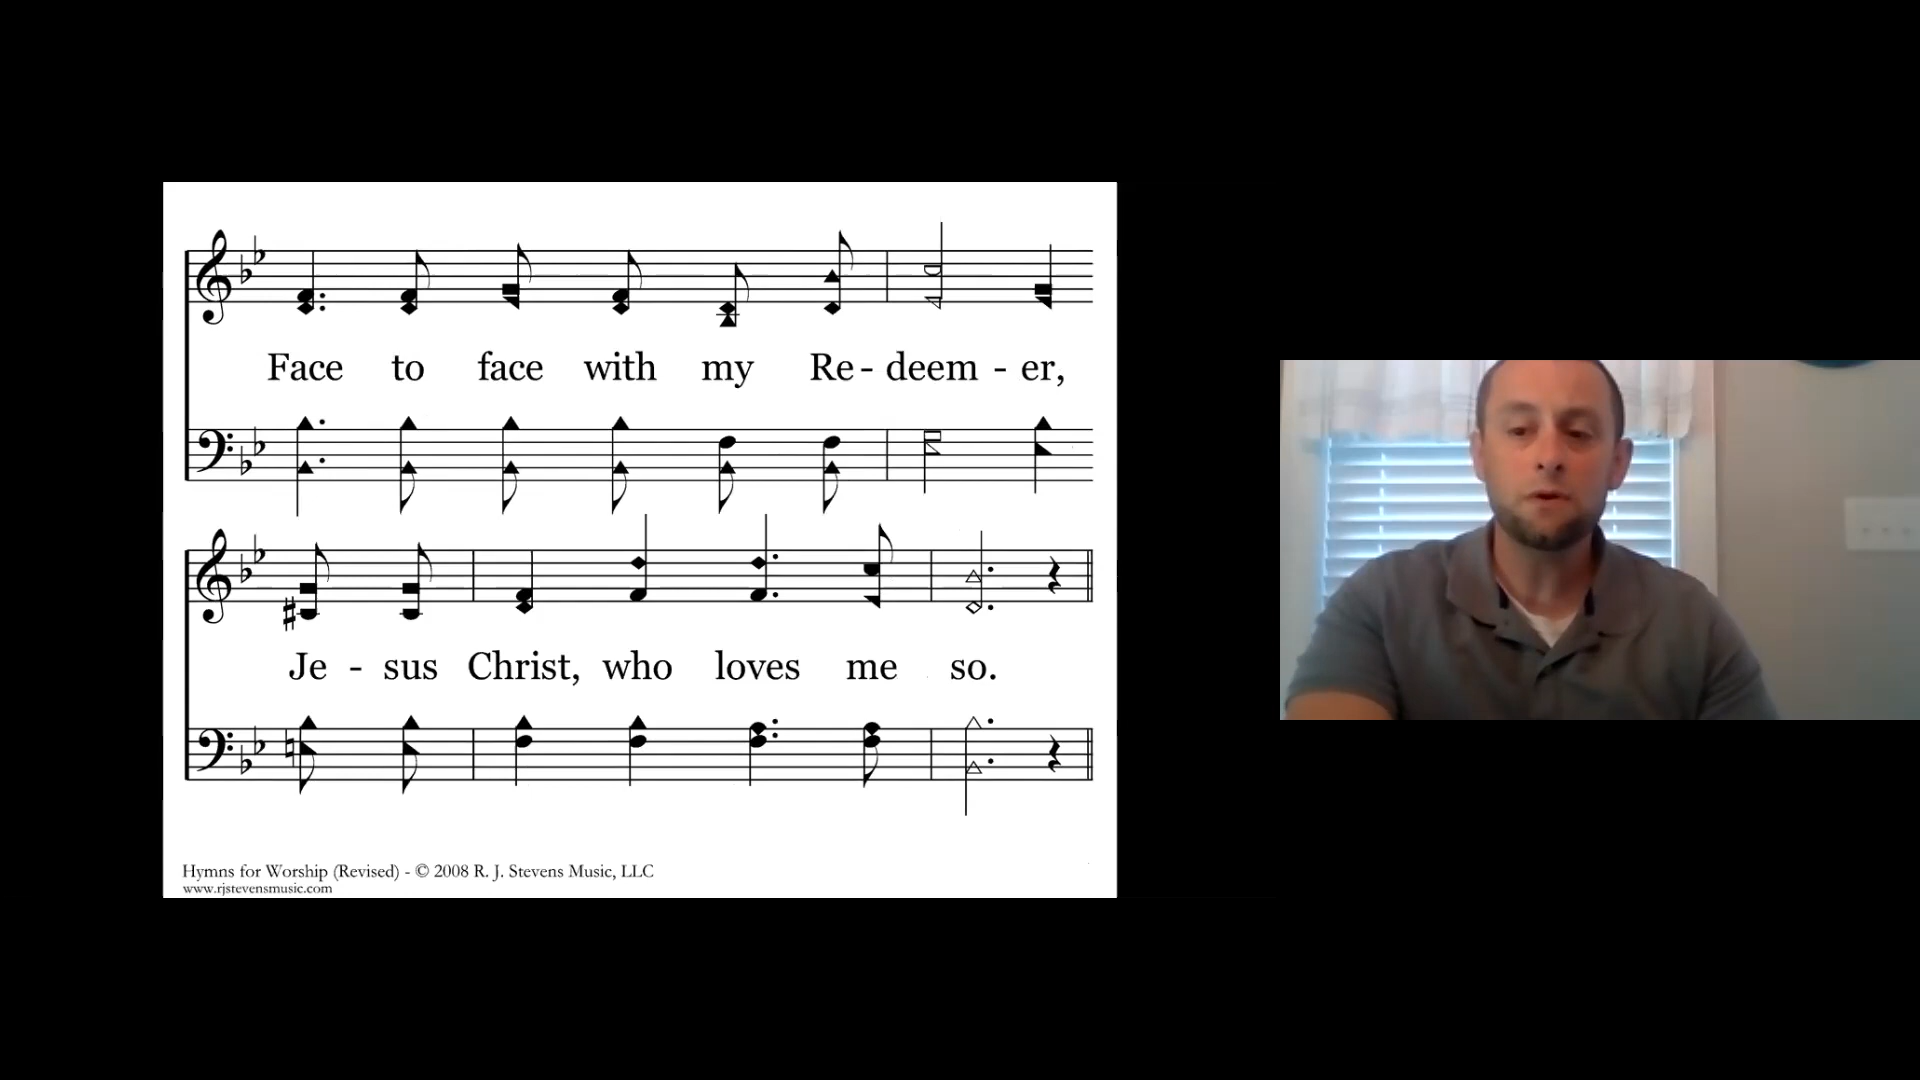 Face to face with my Re - deem - er,
Je - sus Christ, who loves me so.
Hymns for Worship (Revised) - © 2008 R. J. Stevens Music, LLC
www.rjstevensmusic.com